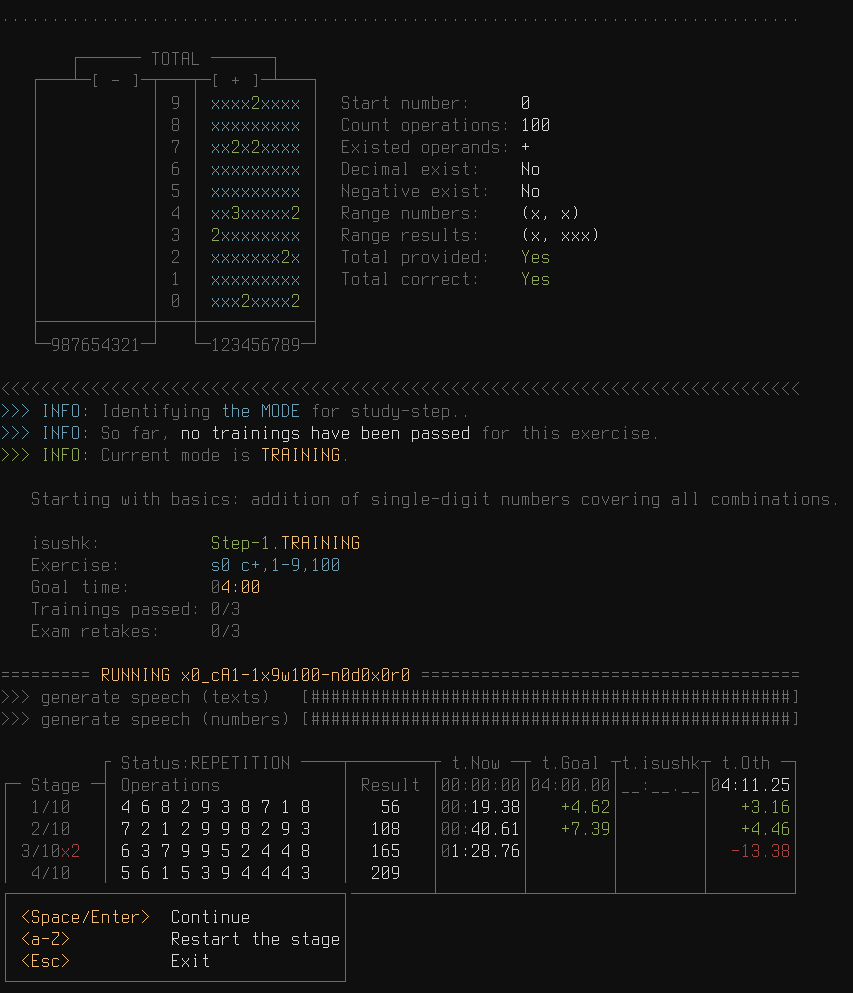 TOTAL
[ - ] [ + ]
9 xxxx2xxxx Start number: 0
8 xxxxxxxxx Count operations: 100
7 xx2x2xxxx Existed operands: +
6 xxxxxxxxx Decimal exist: No
5 xxxxxxxxx Negative exist: No
4 xx3xxxxx2 Range numbers: (x, x)
3 2xxxxxxxx Range results: (x, xxx)
2 xxxxxxx2x Total provided: Yes
1 xxxxxxxxx Total correct: Yes
0 xxx2xxxx2
987654321 123456789
<<<<<<<<<<<<<<<<<<<<<<<<<<<<<<<<<<<<<<<<<<<<<<<<<<<<<<<<<<<<<<<<<<<<<<<<<<<<<<<<
>>> INFO: Identifying the MODE for study-step..
>>> INFO: So far, no trainings have been passed for this exercise.
>>> INFO: Current mode is TRAINING.
Starting with basics: addition of single-digit numbers covering all combinations.
isushk: Step-1.TRAINING
Exercise: s0 c+,1-9,100
Goal time: 04:00
Trainings passed: 0/3
Exam retakes: 0/3
========= RUNNING x0_cA1-1x9w100-n0d0x0r0 ======================================
>>> generate speech (texts) [################################################]
>>> generate speech (numbers) [################################################]
Status:REPETITION t.Now t.Goal t.isushk t.Oth
Stage Operations Result 00:00:00 04:00.00 __:__.__ 04:11.25
1/10 4 6 8 2 9 3 8 7 1 8 56 00:19.38 +4.62 +3.16
2/10 7 2 1 2 9 9 8 2 9 3 108 00:40.61 +7.39 +4.46
3/10x2 6 3 7 9 9 5 2 4 4 8 165 01:28.76 -13.38
4/10 5 6 1 5 3 9 4 4 4 3 209
<Space/Enter> Continue
<a-Z> Restart the stage
<Esc> Exit